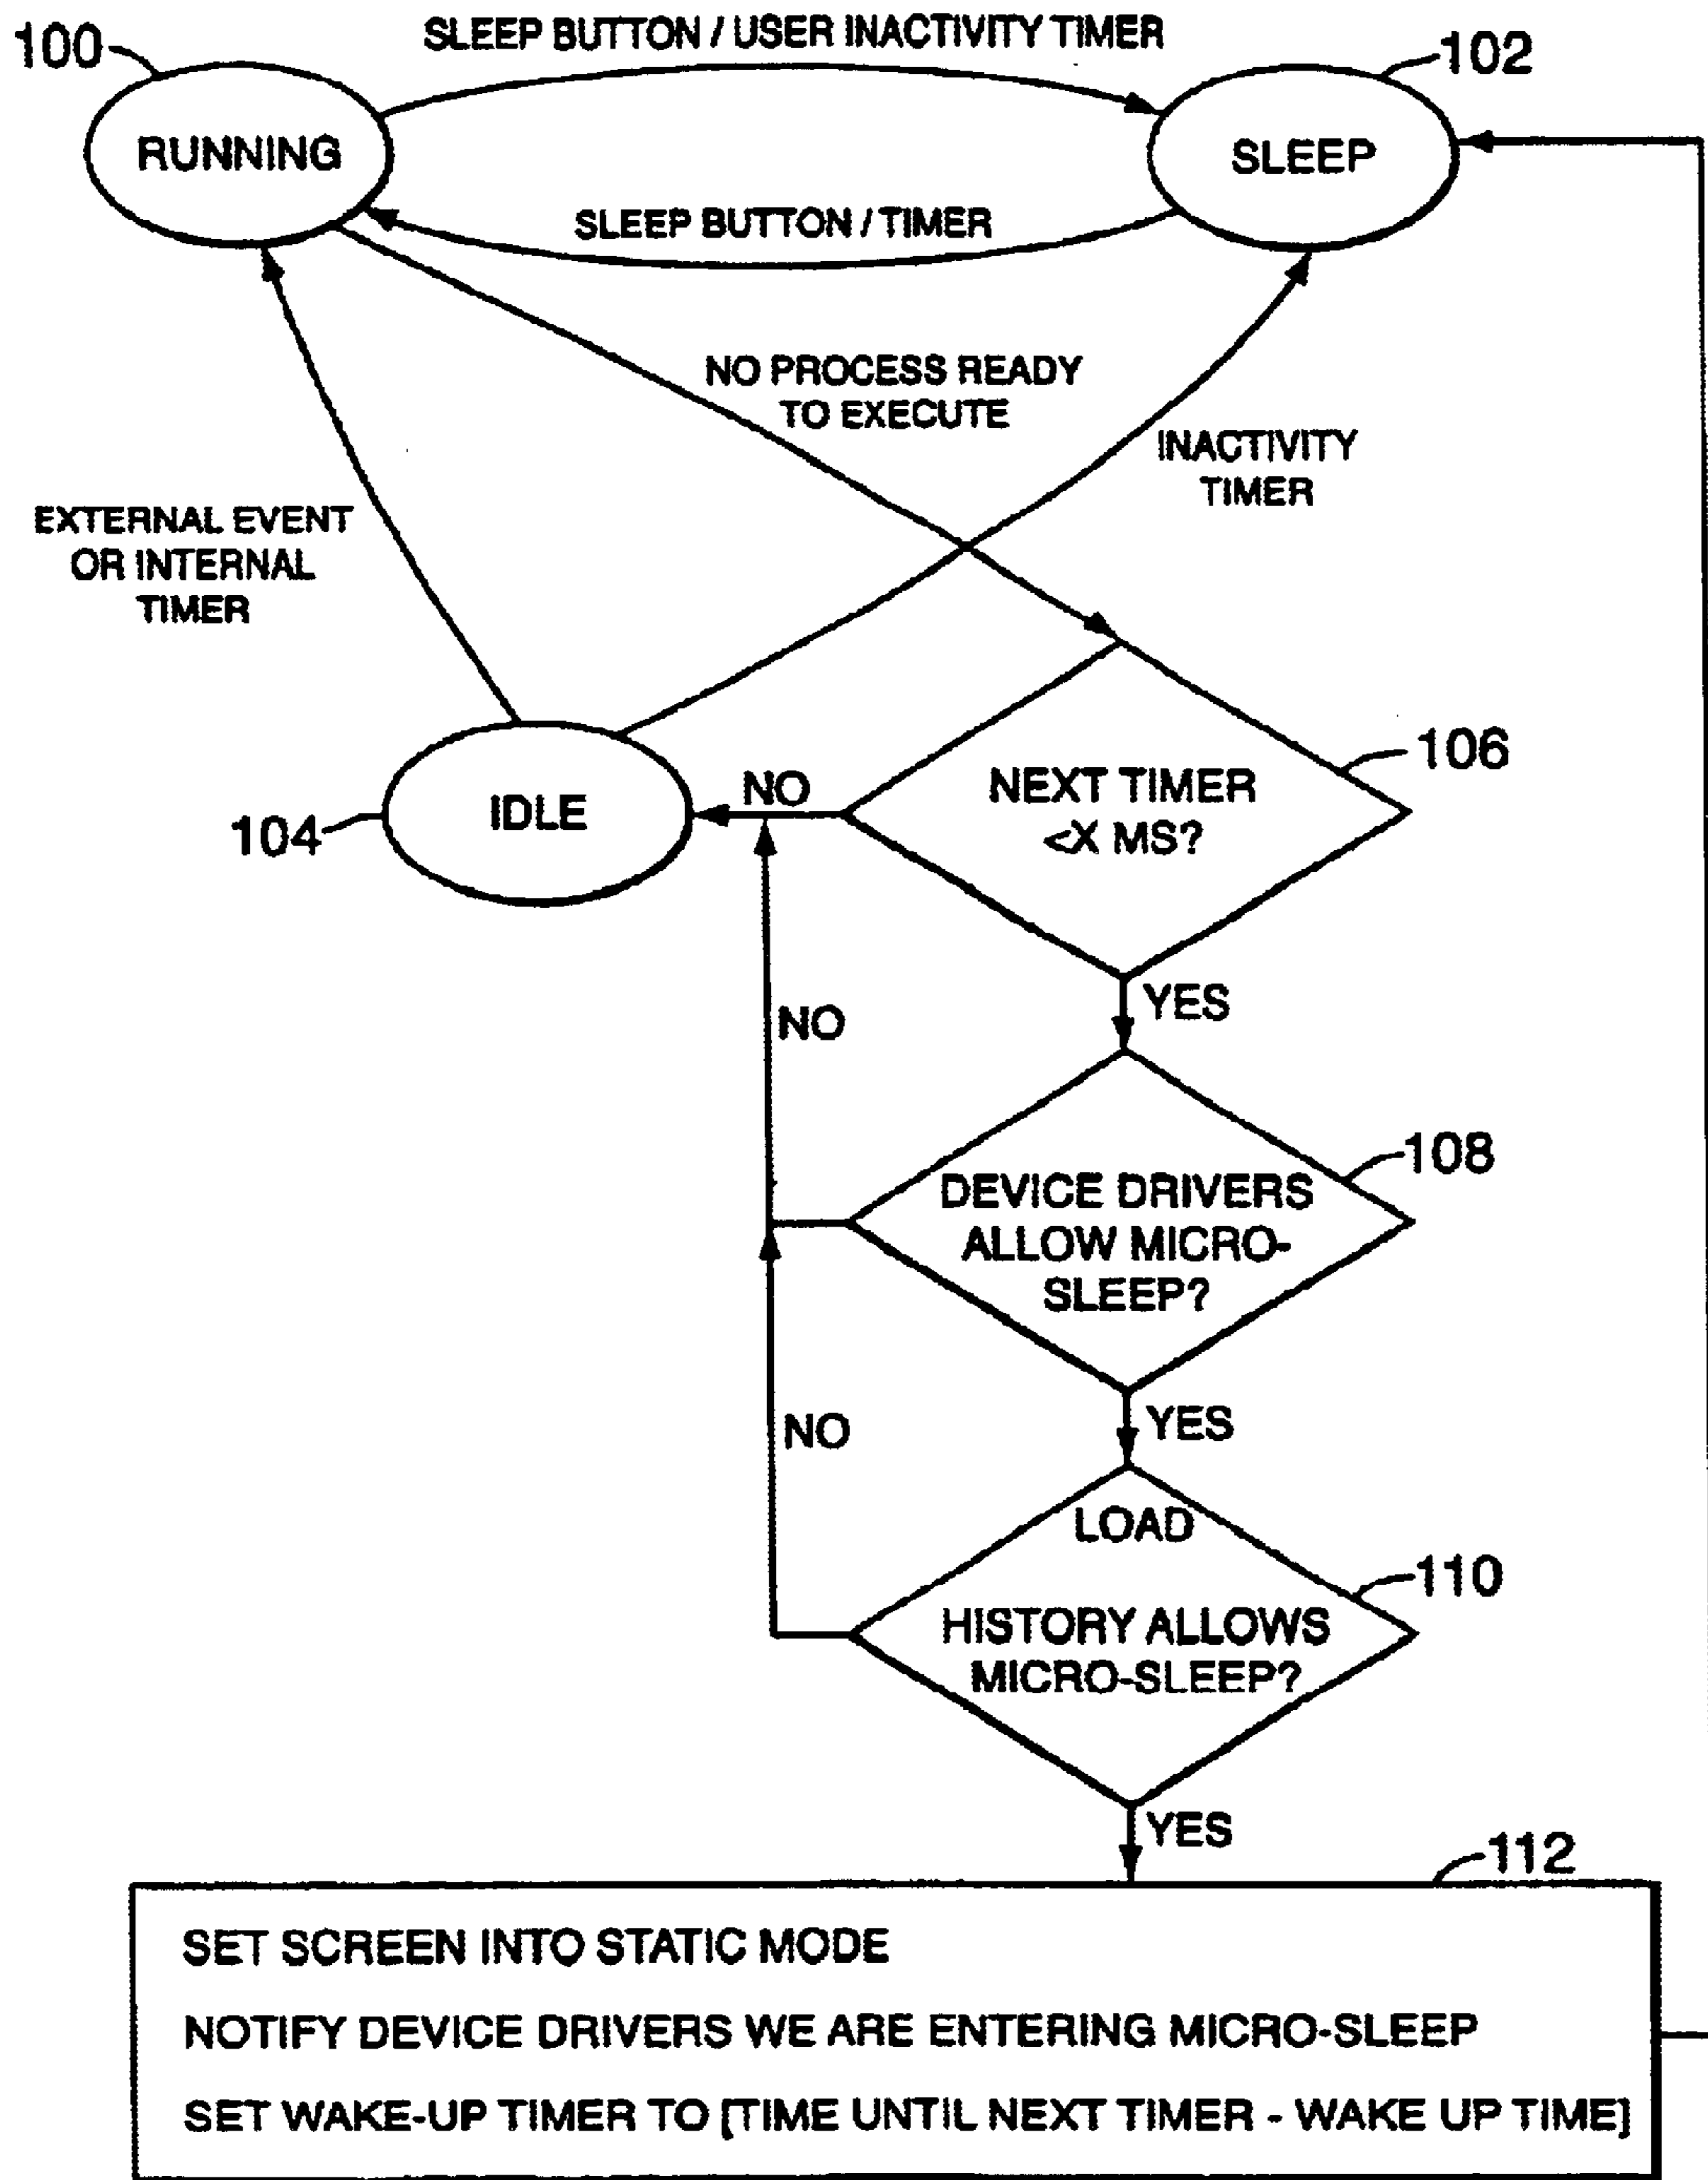 SLEEP BUTTON / USER INACTIVITY TIMER
100
102
RUNNING
SLEEP
SLEEP BUTTON / TIMER
NO PROCESS READY
TO EXECUTE
INACTIVITY
TIMER
EXTERNAL EVENT
OR INTERNAL
TIMER
106
NEXT TIMER
<X MS?
NO
IDLE
104
YES
NO
108
DEVICE DRIVERS
ALLOW MICRO-
SLEEP?
YES
NO
LOAD
110
HISTORY ALLOWS
MICRO-SLEEP?
YES
112
SET SCREEN INTO STATIC MODE
NOTIFY DEVICE DRIVERS WE ARE ENTERING MICRO-SLEEP
SET WAKE-UP TIMER TO [TIME UNTIL NEXT TIMER - WAKE UP TIME]